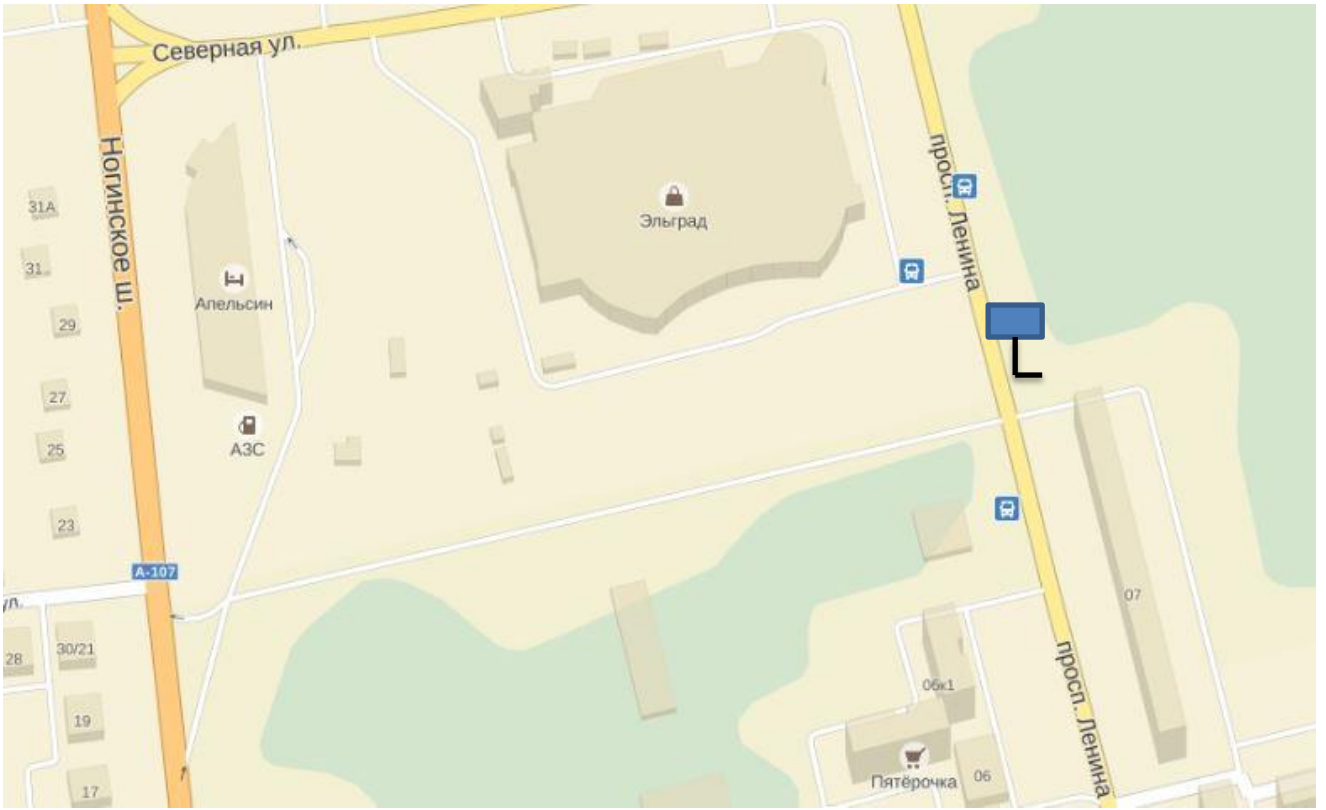 Северная ул.
Ногинское ш.
просп. Ленина
31А
31..
Эльград
Апельсин
29
27
25
АЗС
23
А-107
ул.
07
30/21
28
06к1
просп. Ленина
19
Пятёрочка
06
17